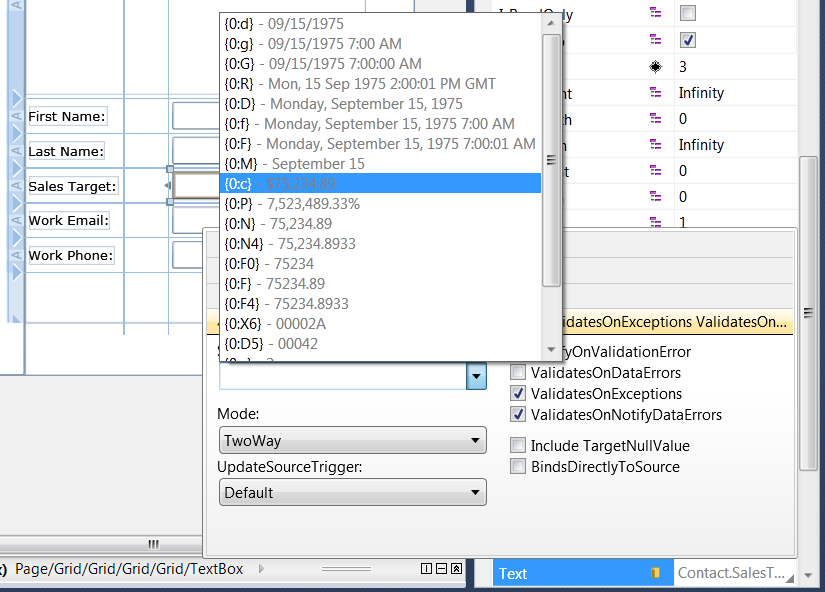 First Name:
Last Name:
Sales Target:
Work Email:
Work Phone:
{0:d} - 09/15/1975
{0:g} - 09/15/1975 7:00 AM
{0:G} - 09/15/1975 7:00:00 AM
{0:R} - Mon, 15 Sep 1975 2:00:01 PM GMT
{0:D} - Monday, September 15, 1975
{0:f} - Monday, September 15, 1975 7:00 AM
{0:F} - Monday, September 15, 1975 7:00:01 AM
{0:M} - September 15
{0:c} - $75,234.89
{0:P} - 7,523,489.33%
{0:N} - 75,234.89
{0:N4} - 75,234.8933
{0:F0} - 75234
{0:F} - 75234.89
{0:F4} - 75234.8933
{0:X6} - 00002A
{0:D5} - 00042
3
Infinity
0
Infinity
0
0
1
idatesOnExceptions ValidatesOn...
fyOnValidationError
ValidatesOnDataErrors
ValidatesOnExceptions
ValidatesOnNotifyDataErrors
Include TargetNullValue
BindsDirectlyToSource
Mode:
TwoWay
UpdateSourceTrigger:
Default
Page/Grid/Grid/Grid/Grid/TextBox
Text
Contact.SalesT...